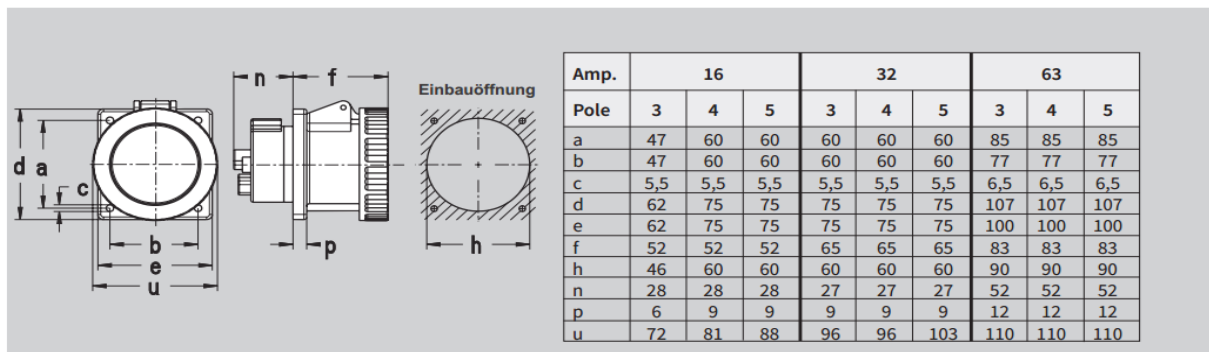 n f
Einbauöffnung
d a
c
b
p
h
e
u
Amp. 16 32 63
Pole 3 4 5 3 4 5 3 4 5
a 47 60 60 60 60 60 85 85 85
b 47 60 60 60 60 60 77 77 77
c 5,5 5,5 5,5 5,5 5,5 5,5 6,5 6,5 6,5
d 62 75 75 75 75 75 107 107 107
e 62 75 75 75 75 75 100 100 100
f 52 52 52 65 65 65 83 83 83
h 46 60 60 60 60 60 90 90 90
n 28 28 28 27 27 27 52 52 52
p 6 9 9 9 9 9 12 12 12
u 72 81 88 96 96 103 110 110 110